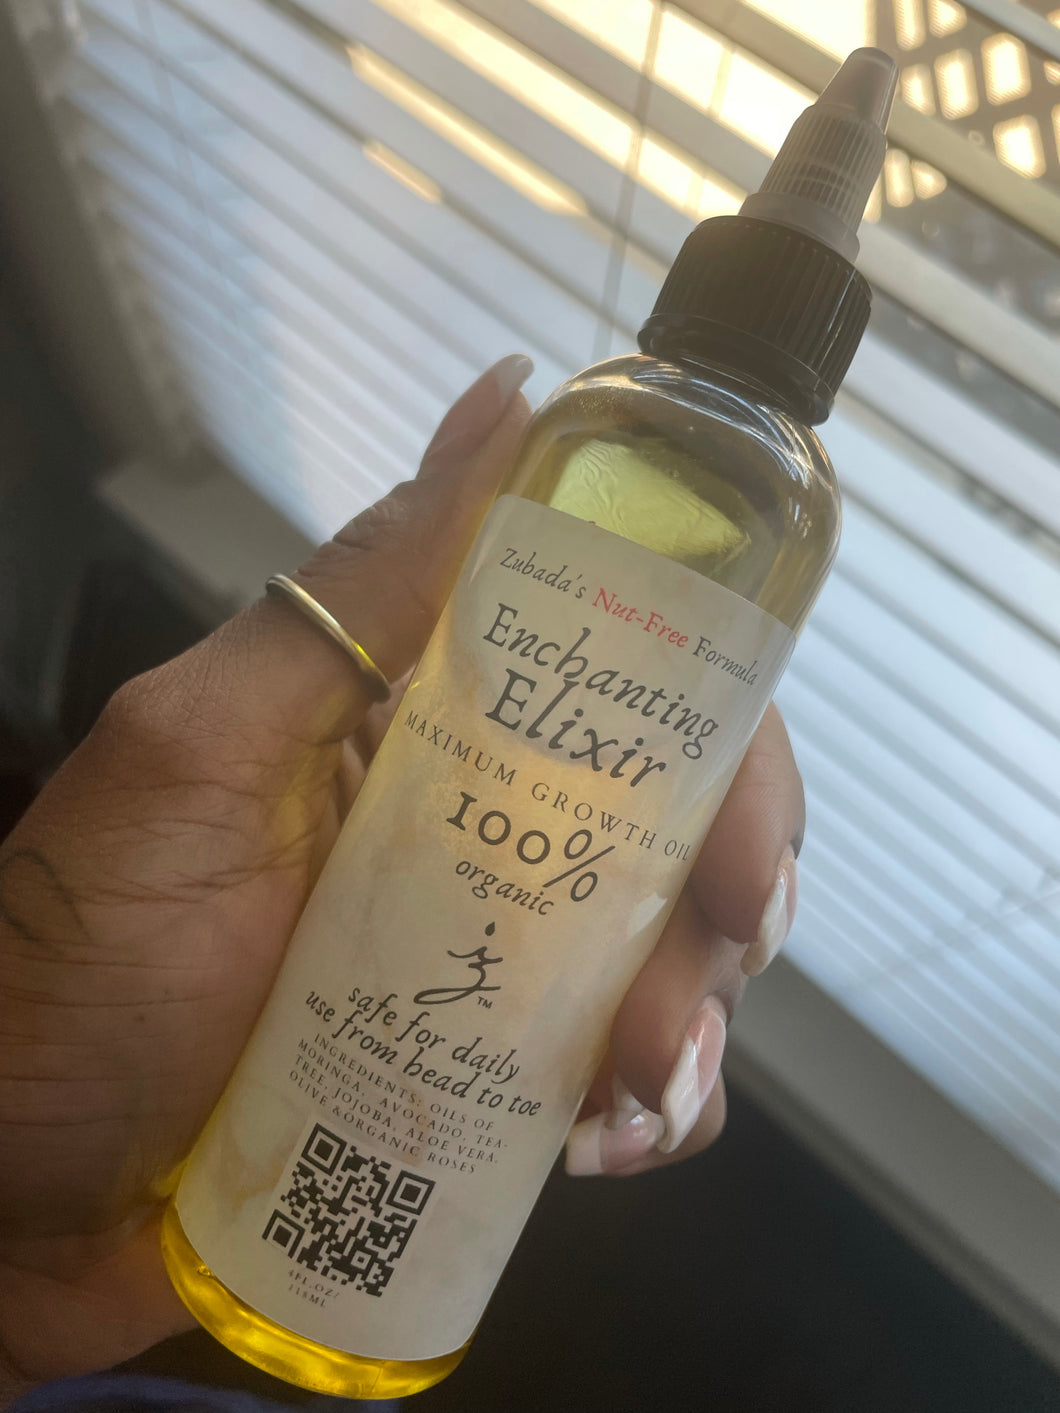 Zubada's Nut-Free Formula
Enchanting
Elixir
MAXIMUM GROWTH OIL
100%
organic
TM
safe for daily
use from head to toe
INGREDIENTS: OILS OF
MORINGA, AVOCADO, TEA-
TREE, JOJOBA, ALOE VERA,
OLIVE &ORGANIC ROSES
4FL.OZ/
118ML